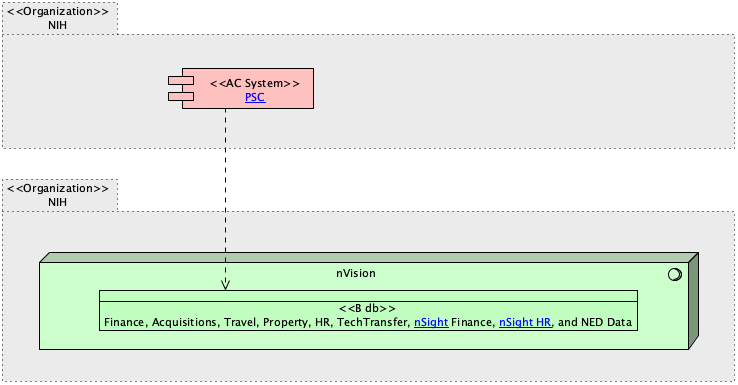 <<Organization>>
NIH
<<AC System>>
PSC
<<Organization>>
NIH
nVision
<<B db>>
Finance, Acquisitions, Travel, Property, HR, TechTransfer, nSight Finance, nSight HR, and NED Data